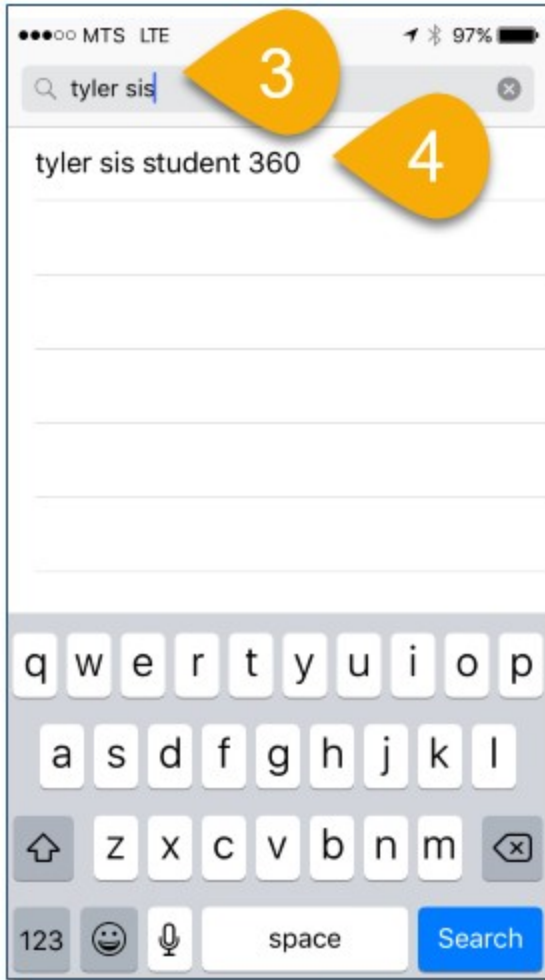 MTS LTE 97%
tyler sis
3
tyler sis student 360
4
q w e r t y u i o p
a s d f g h j k l
z x c v b n m
123 space Search